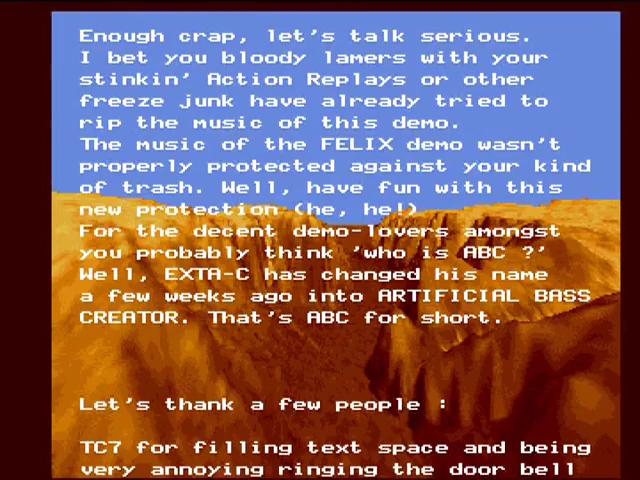 Enough crap, let's talk serious.
I bet you bloody lamers with your
stinkin' Action Replays or other
freeze junk have already tried to
rip the music of this demo.
The music of the FELIX demo wasn't
properly protected against your kind
of trash. Well, have fun with this
new protection (he, he!)
For the decent demo-lovers amongst
you probably think 'who is ABC ?'
Well, EXTA-C has changed his name
a few weeks ago into ARTIFICIAL BASS
CREATOR. That's ABC for short.
Let's thank a few people :
TC7 for filling text space and being
very annoying ringing the door bell